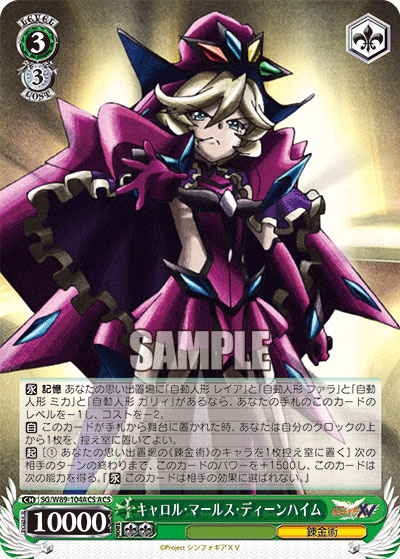 LEVEL
3
3
COST
SAMPLE
永 記憶 あなたの思い出置場に「自動人形 レイア」と「自動人形 ファラ」と「自動
人形 ミカ」と「自動人形 ガリィ」があるなら、あなたの手札のこのカードの
レベルを-1し、コストを-2。
自 このカードが手札から舞台に置かれた時、あなたは自分のクロックの上
から1枚を、控え室に置いてよい。
起 [① あなたの思い出置場の《錬金術》のキャラを1枚控え室に置く] 次の
相手のターンの終わりまで、このカードのパワーを+1500し、このカードは
次の能力を得る。『永 このカードは相手の効果に選ばれない。』
CH SG/W89-104ACS ACS
10000
キャロル・マールス・ディーンハイム
XV
錬金術
©Project シンフォギアXV